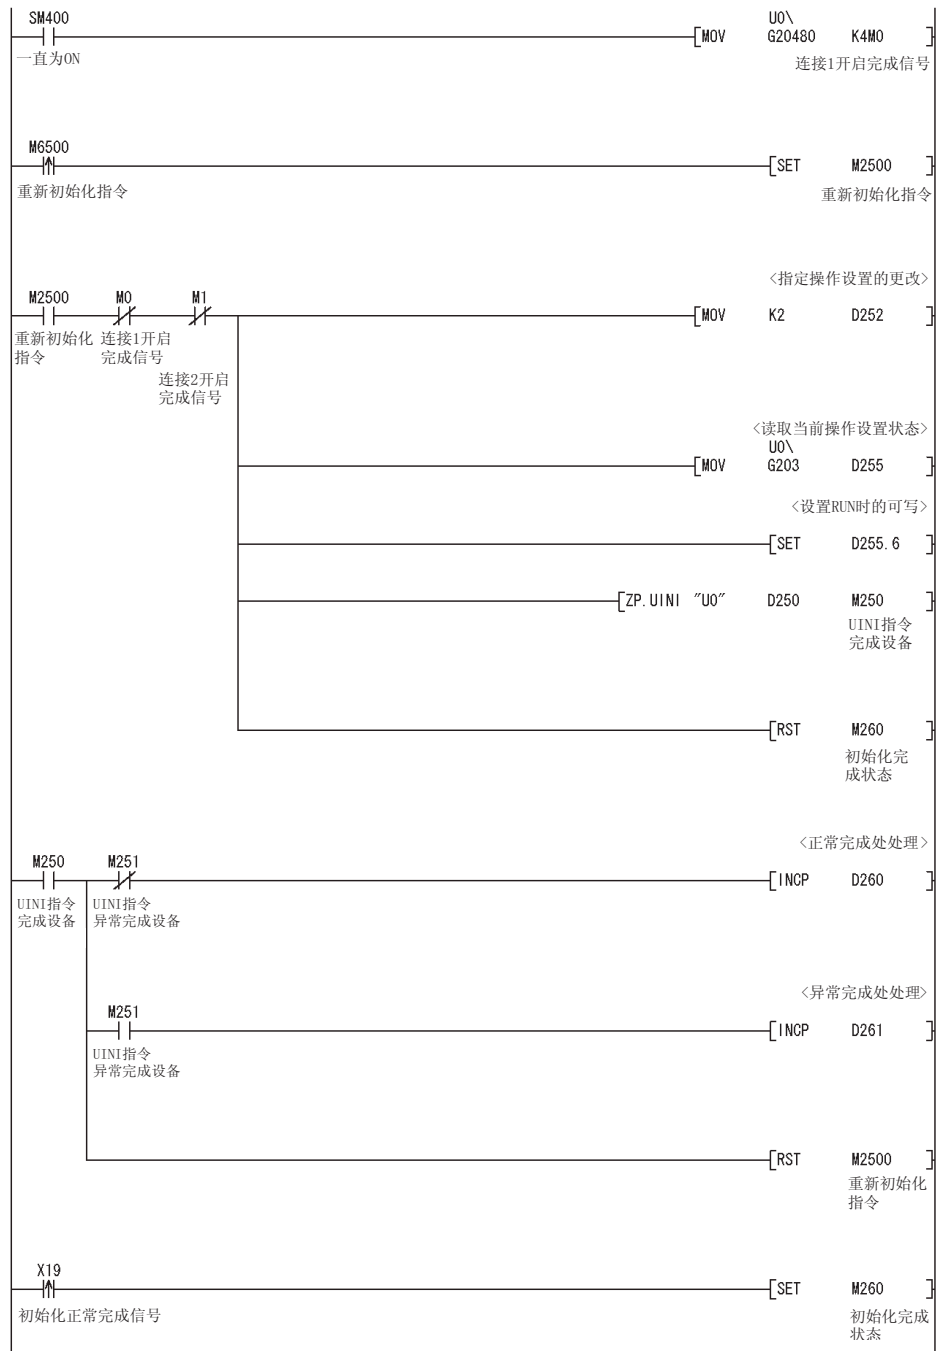 SM400
U0\
MOV G20480 K4M0
一直为ON
连接1开启完成信号
M6500
SET M2500
重新初始化指令
重新初始化指令
<指定操作设置的更改>
M2500 M0 M1
MOV K2 D252
重新初始化 连接1开启
指令 完成信号
连接2开启
完成信号
<读取当前操作设置状态>
U0\
MOV G203 D255
<设置RUN时的可写>
SET D255.6
ZP.UINI "U0" D250 M250
UINI指令
完成设备
RST M260
初始化完
成状态
<正常完成处处理>
M250 M251
INCP D260
UINI指令 UINI指令
完成设备 异常完成设备
<异常完成处处理>
M251
INCP D261
UINI指令
异常完成设备
RST M2500
重新初始化
指令
X19
SET M260
初始化正常完成信号
初始化完成
状态